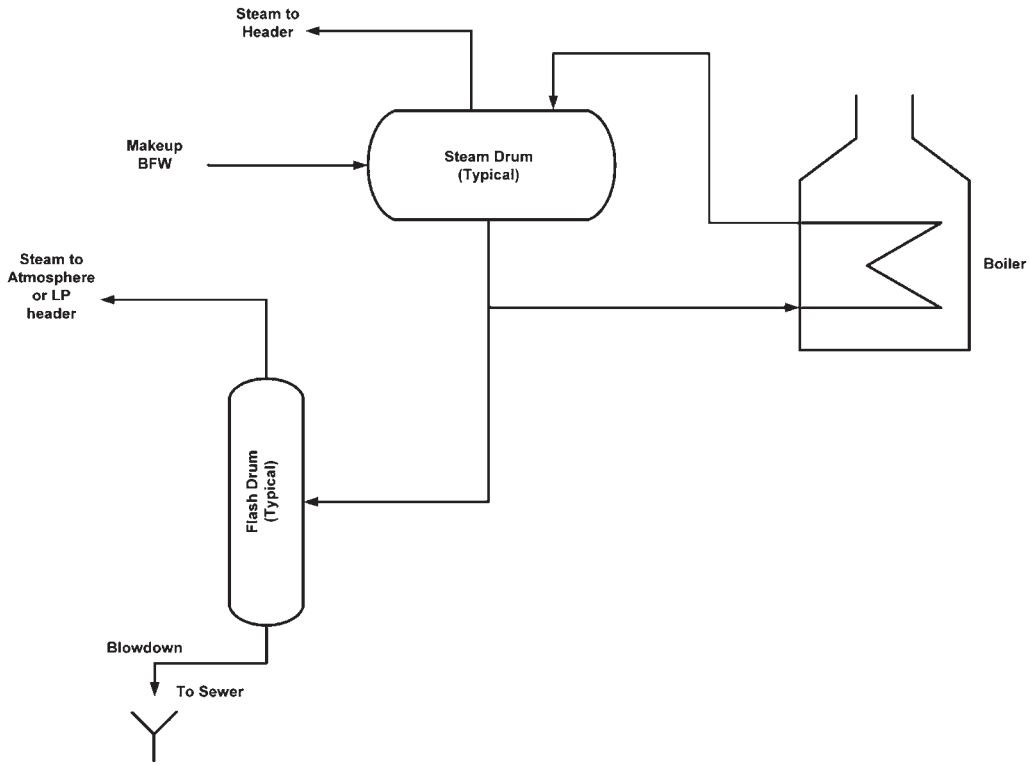 Steam to
Header
Makeup
BFW
Steam Drum
(Typical)
Steam to
Atmosphere
or LP
header
Boiler
Flash Drum
(Typical)
Blowdown
To Sewer